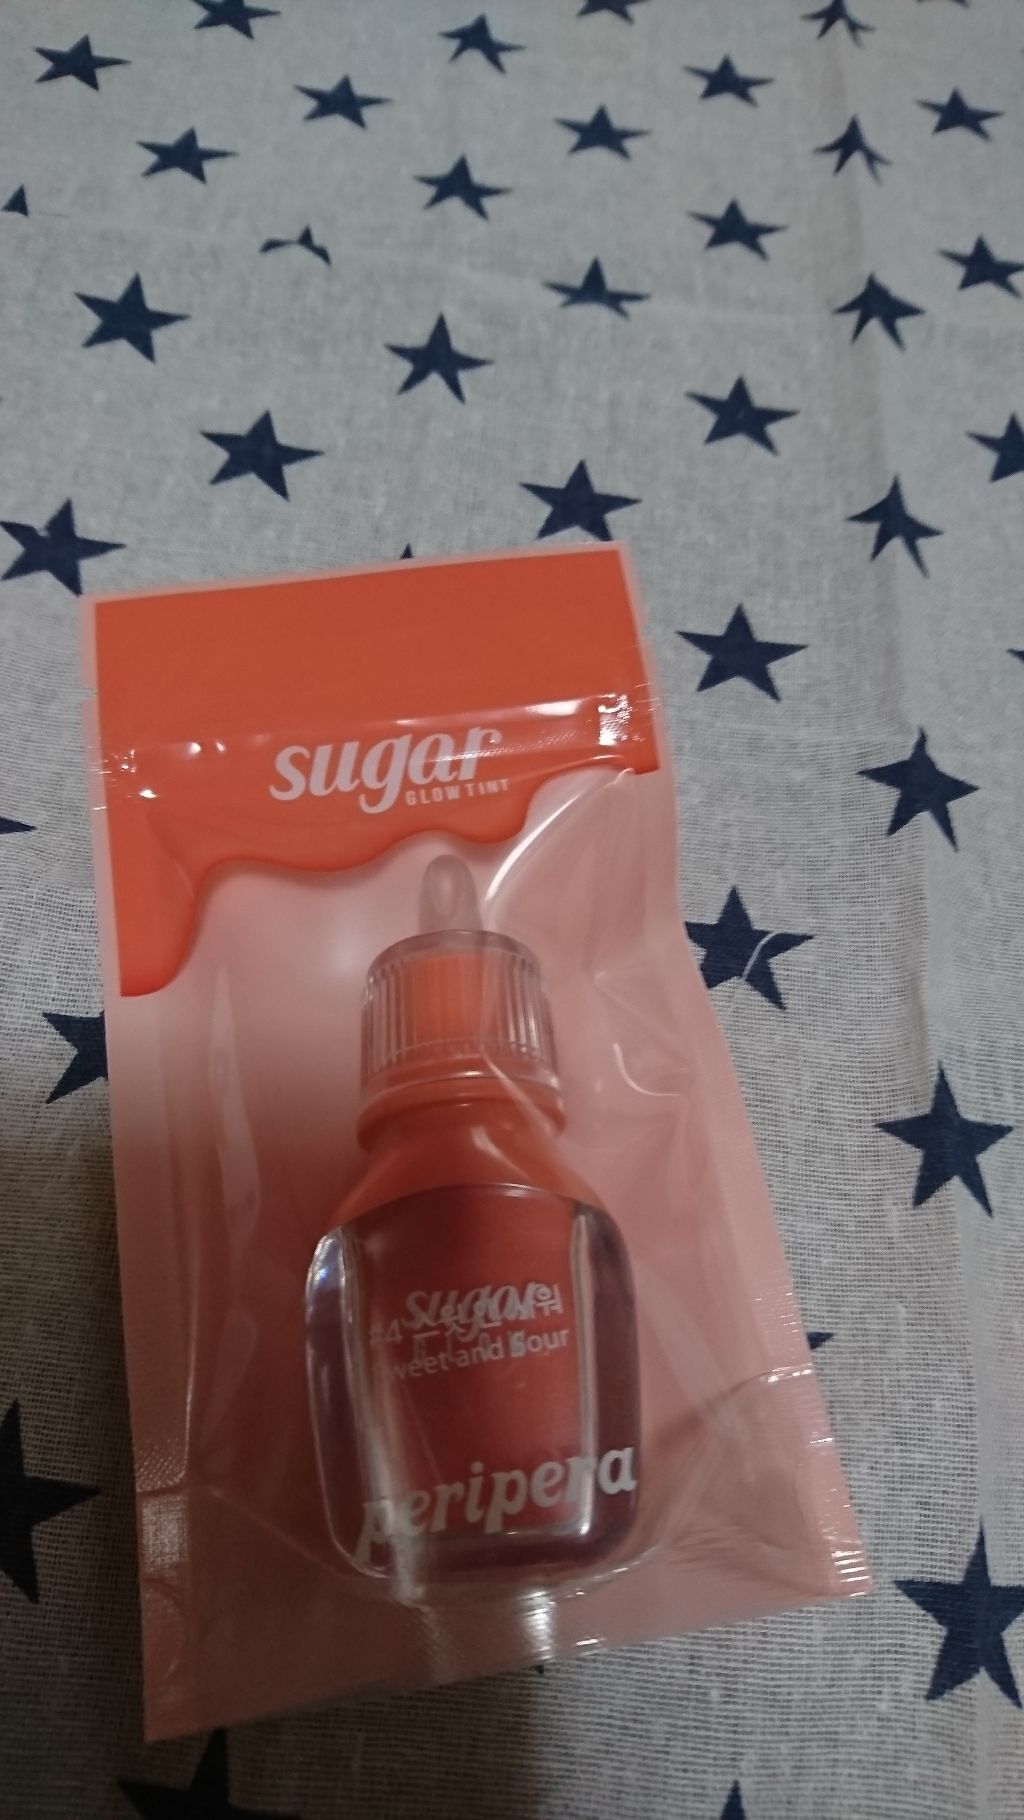 sugar
GLOW TINT
sugar
#4
Sweet and Sour
peripera